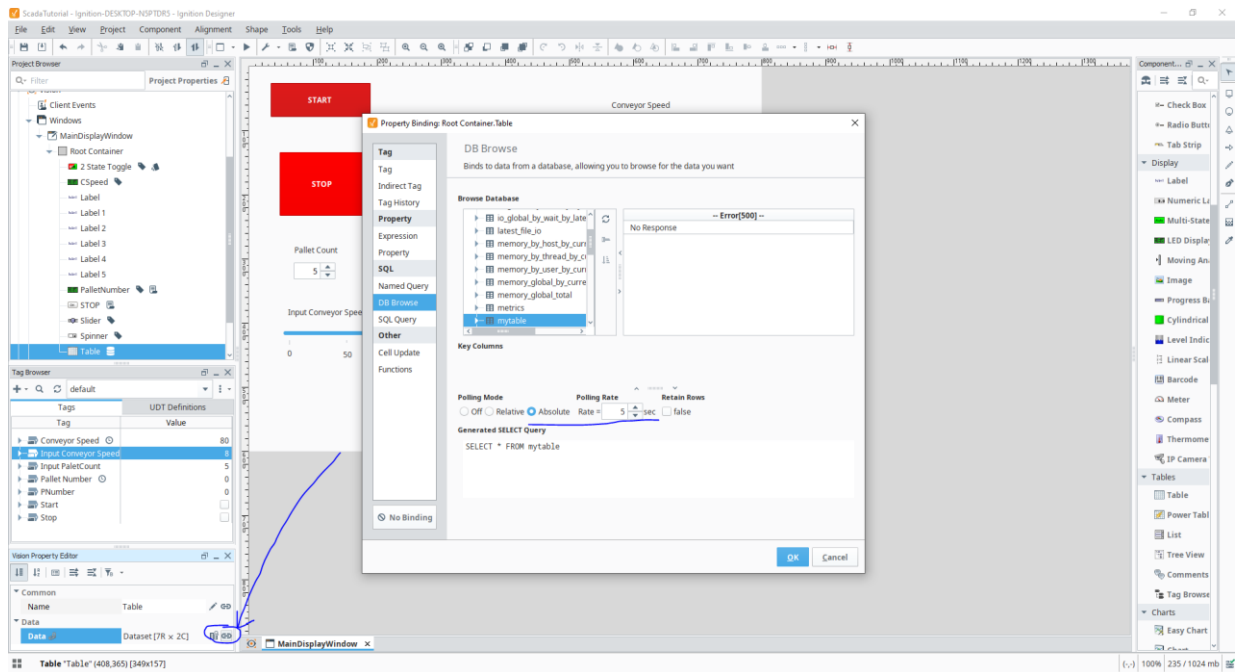 ScadaTutorial - Ignition-DESKTOP-N5PTDR5 - Ignition Designer
File Edit View Project Component Alignment Shape Tools Help
Project Browser
Filter
Project Properties
Client Events
Windows
MainDisplayWindow
Root Container
2 State Toggle
CSpeed
Label
Label 1
Label 2
Label 3
Label 4
Label 5
PalletNumber
STOP
Slider
Spinner
Table
Tag Browser
default
Tags UDT Definitions
Tag Value
Conveyor Speed 80
Input Conveyor Speed 8
Input PaletCount 5
Pallet Number 0
PNumber 0
Start
Stop
Vision Property Editor
Common
Name Table
Data
Data Dataset [7R × 2C]
START
Conveyor Speed
STOP
Pallet Count
5
Input Conveyor Spee
0 50
Property Binding: Root Container.Table
Tag
Tag
Indirect Tag
Tag History
Property
Expression
Property
SQL
Named Query
DB Browse
SQL Query
Other
Cell Update
Functions
No Binding
DB Browse
Binds to data from a database, allowing you to browse for the data you want
Browse Database
io_global_by_wait_by_late
latest_file_io
memory_by_host_by_curr
memory_by_thread_by_cu
memory_by_user_by_curr
memory_global_by_curre
memory_global_total
metrics
mytable
-- Error[500] --
No Response
Key Columns
Polling Mode Polling Rate Retain Rows
Off Relative Absolute Rate = 5 sec false
Generated SELECT Query
SELECT * FROM mytable
OK Cancel
MainDisplayWindow
Component...
Check Box
Radio Butt
Tab Strip
Display
Label
Numeric La
Multi-State
LED Display
Moving An
Image
Progress Ba
Cylindrical
Level Indic
Linear Scal
Barcode
Meter
Compass
Thermome
IP Camera
Tables
Table
Power Tabl
List
Tree View
Comments
Tag Browse
Charts
Easy Chart
Chart
Table "Table" (408,365) [349x157]
100% 235 / 1024 mb